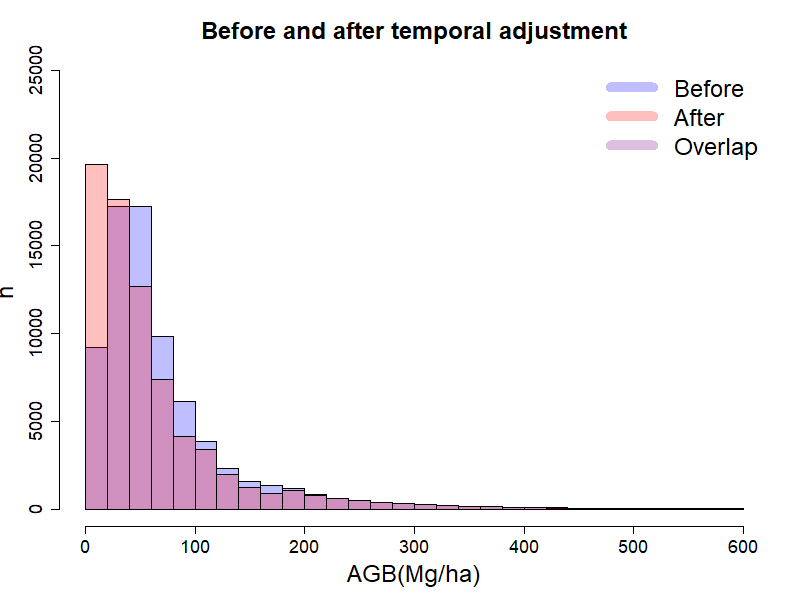 Before and after temporal adjustment
Before
After
Overlap
25000
20000
15000
10000
5000
0
n
0 100 200 300 400 500 600
AGB(Mg/ha)